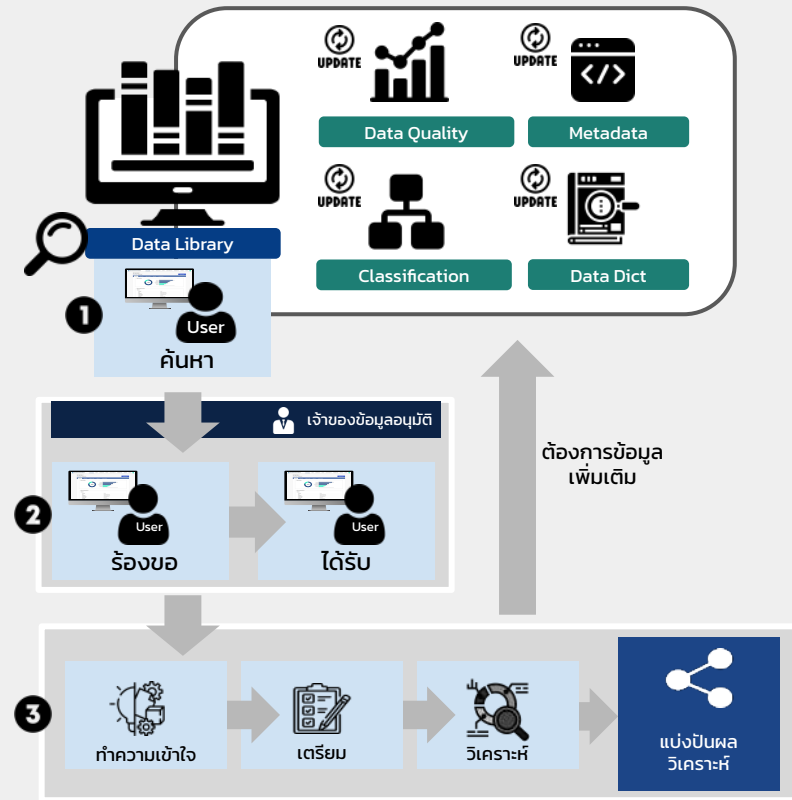 UPDATE
UPDATE
Data Quality
Metadata
UPDATE
UPDATE
Data Library
Classification
Data Dict
1
User
ค้นหา
เจ้าของข้อมูลอนุมัติ
ต้องการข้อมูล
เพิ่มเติม
2
User
User
ร้องขอ
ได้รับ
3
ทำความเข้าใจ
เตรียม
วิเคราะห์
แบ่งปันผล
วิเคราะห์